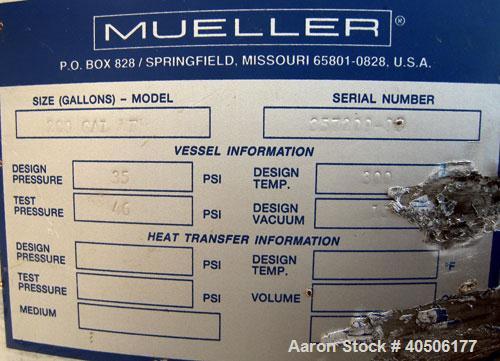 MUELLER®
P.O. BOX 828 / SPRINGFIELD, MISSOURI 65801-0828, U.S.A.
SIZE (GALLONS) – MODEL SERIAL NUMBER
VESSEL INFORMATION
DESIGN PRESSURE 35 PSI DESIGN TEMP. 300
TEST PRESSURE 46 PSI DESIGN VACUUM
HEAT TRANSFER INFORMATION
DESIGN PRESSURE PSI DESIGN TEMP. °F
TEST PRESSURE PSI VOLUME
MEDIUM
Aaron Stock # 40506177